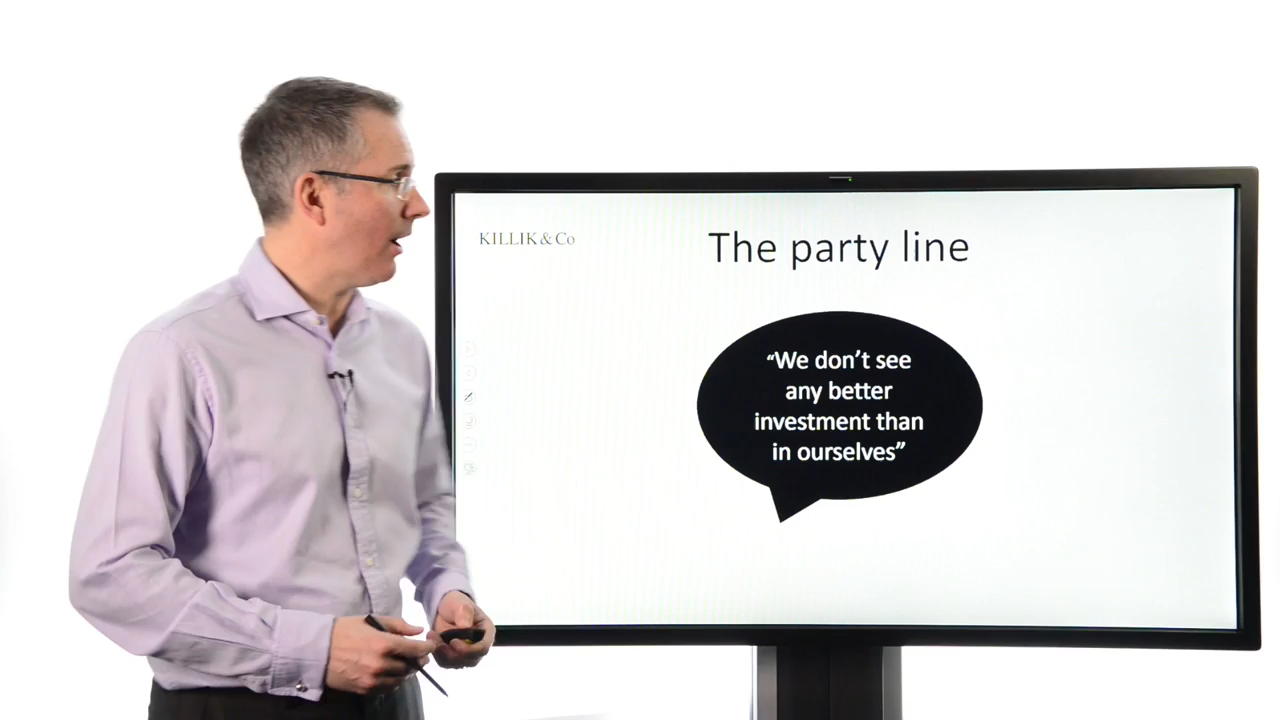 KILLIK & Co
The party line
“We don’t see
any better
investment than
in ourselves”